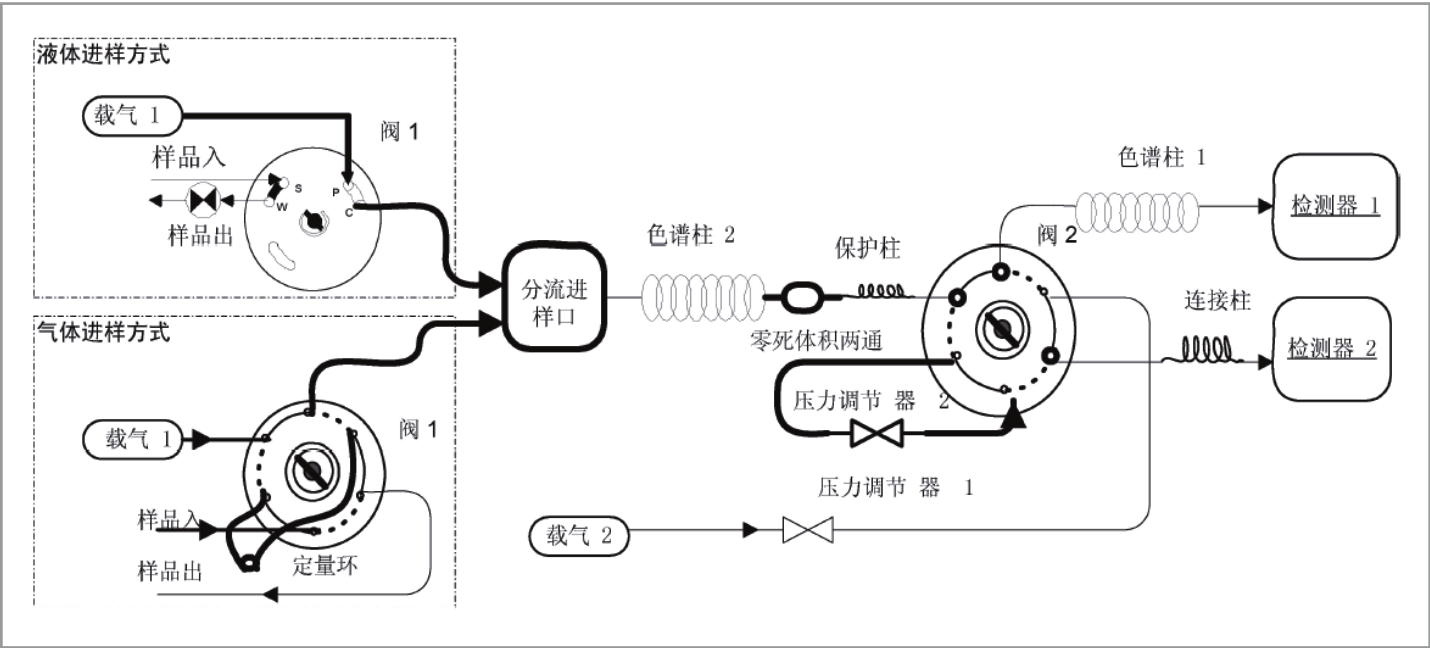 液体进样方式
载气 1
阀 1
样品入
S
P
W
C
样品出
气体进样方式
载气 1
阀 1
样品入
样品出
定量环
分流进
样口
色谱柱 2
保护柱
零死体积两通
阀 2
色谱柱 1
检测器 1
连接柱
检测器 2
压力调节 器 2
压力调节 器 1
载气 2